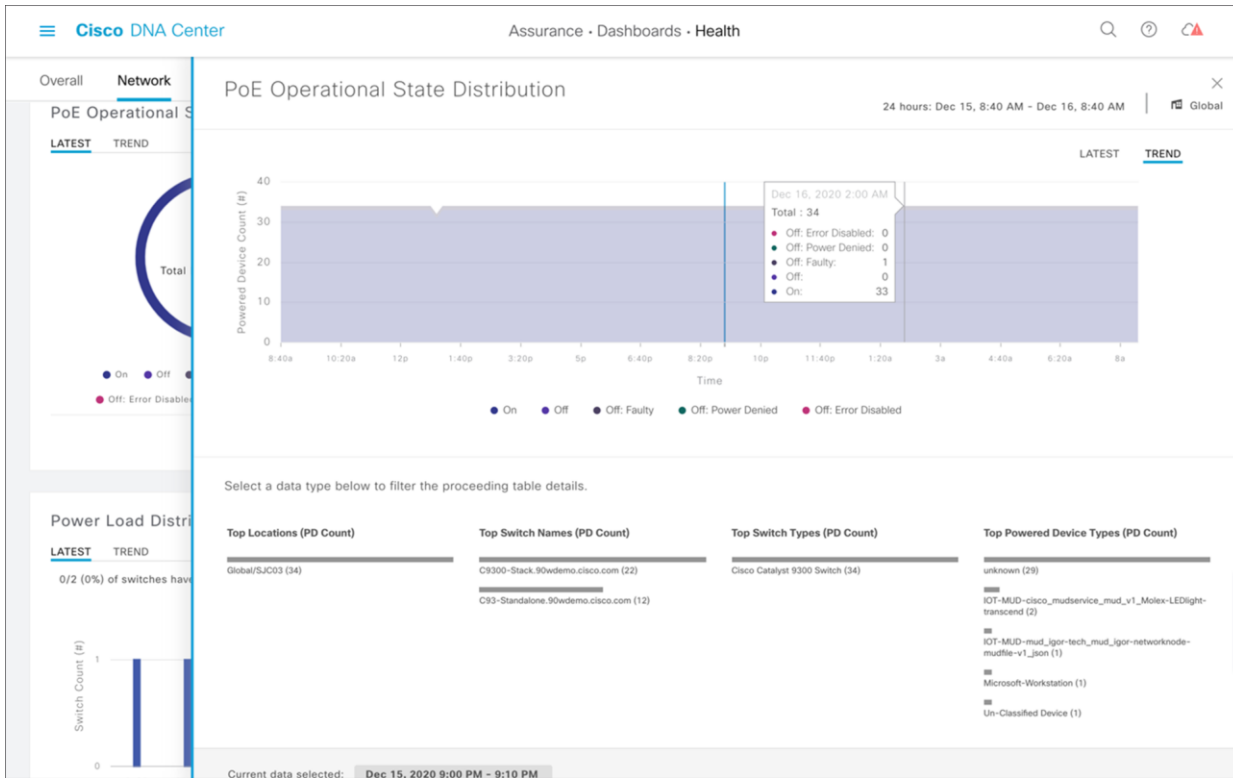 Cisco DNA Center
Assurance · Dashboards · Health
Overall
Network
PoE Operational S
LATEST
TREND
Total
On
Off
Off: Error Disable
Power Load Distri
LATEST
TREND
0/2 (0%) of switches have
Switch Count (#)
1
0
PoE Operational State Distribution
24 hours: Dec 15, 8:40 AM - Dec 16, 8:40 AM
Global
LATEST
TREND
Powered Device Count (#)
40
30
20
10
0
Dec 16, 2020 2:00 AM
Total : 34
Off: Error Disabled: 0
Off: Power Denied: 0
Off: Faulty: 1
Off: 0
On: 33
8:40a 10:20a 12p 1:40p 3:20p 5p 6:40p 8:20p 10p 11:40p 1:20a 3a 4:40a 6:20a 8a
Time
On Off Off: Faulty Off: Power Denied Off: Error Disabled
Select a data type below to filter the proceeding table details.
Top Locations (PD Count)
Global/SJC03 (34)
Top Switch Names (PD Count)
C9300-Stack.90wdemo.cisco.com (22)
C93-Standalone.90wdemo.cisco.com (12)
Top Switch Types (PD Count)
Cisco Catalyst 9300 Switch (34)
Top Powered Device Types (PD Count)
unknown (29)
IOT-MUD-cisco_mudservice_mud_v1_Molex-LEDlight-
transcend (2)
IOT-MUD-mud_igor-tech_mud_igor-networknode-
mudfile-v1_json (1)
Microsoft-Workstation (1)
Un-Classified Device (1)
Current data selected: Dec 15, 2020 9:00 PM - 9:10 PM